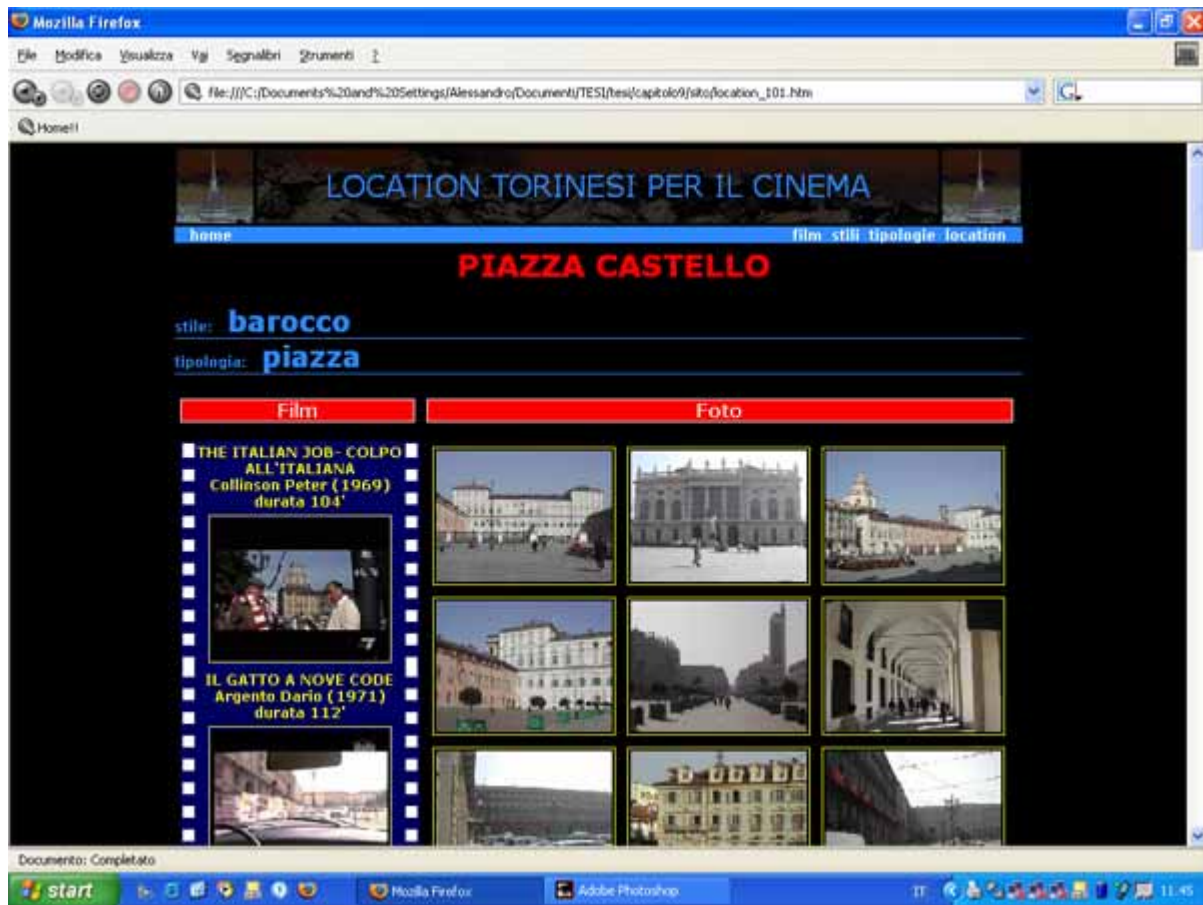 Mozilla Firefox
File Modifica Visualizza Vai Segnalibri Strumenti ?
file:///C:/Documents%20and%20Settings/Alessandro/Documenti/TESI/tesi/capitolo9/sito/location_101.htm
Home!!
LOCATION TORINESI PER IL CINEMA
home film stili tipologie location
PIAZZA CASTELLO
stile: barocco
tipologia: piazza
Film Foto
THE ITALIAN JOB- COLPO
ALL'ITALIANA
Collinson Peter (1969)
durata 104'
IL GATTO A NOVE CODE
Argento Dario (1971)
durata 112'
Documento: Completato
start Mozilla Firefox Adobe Photoshop IT 11.45